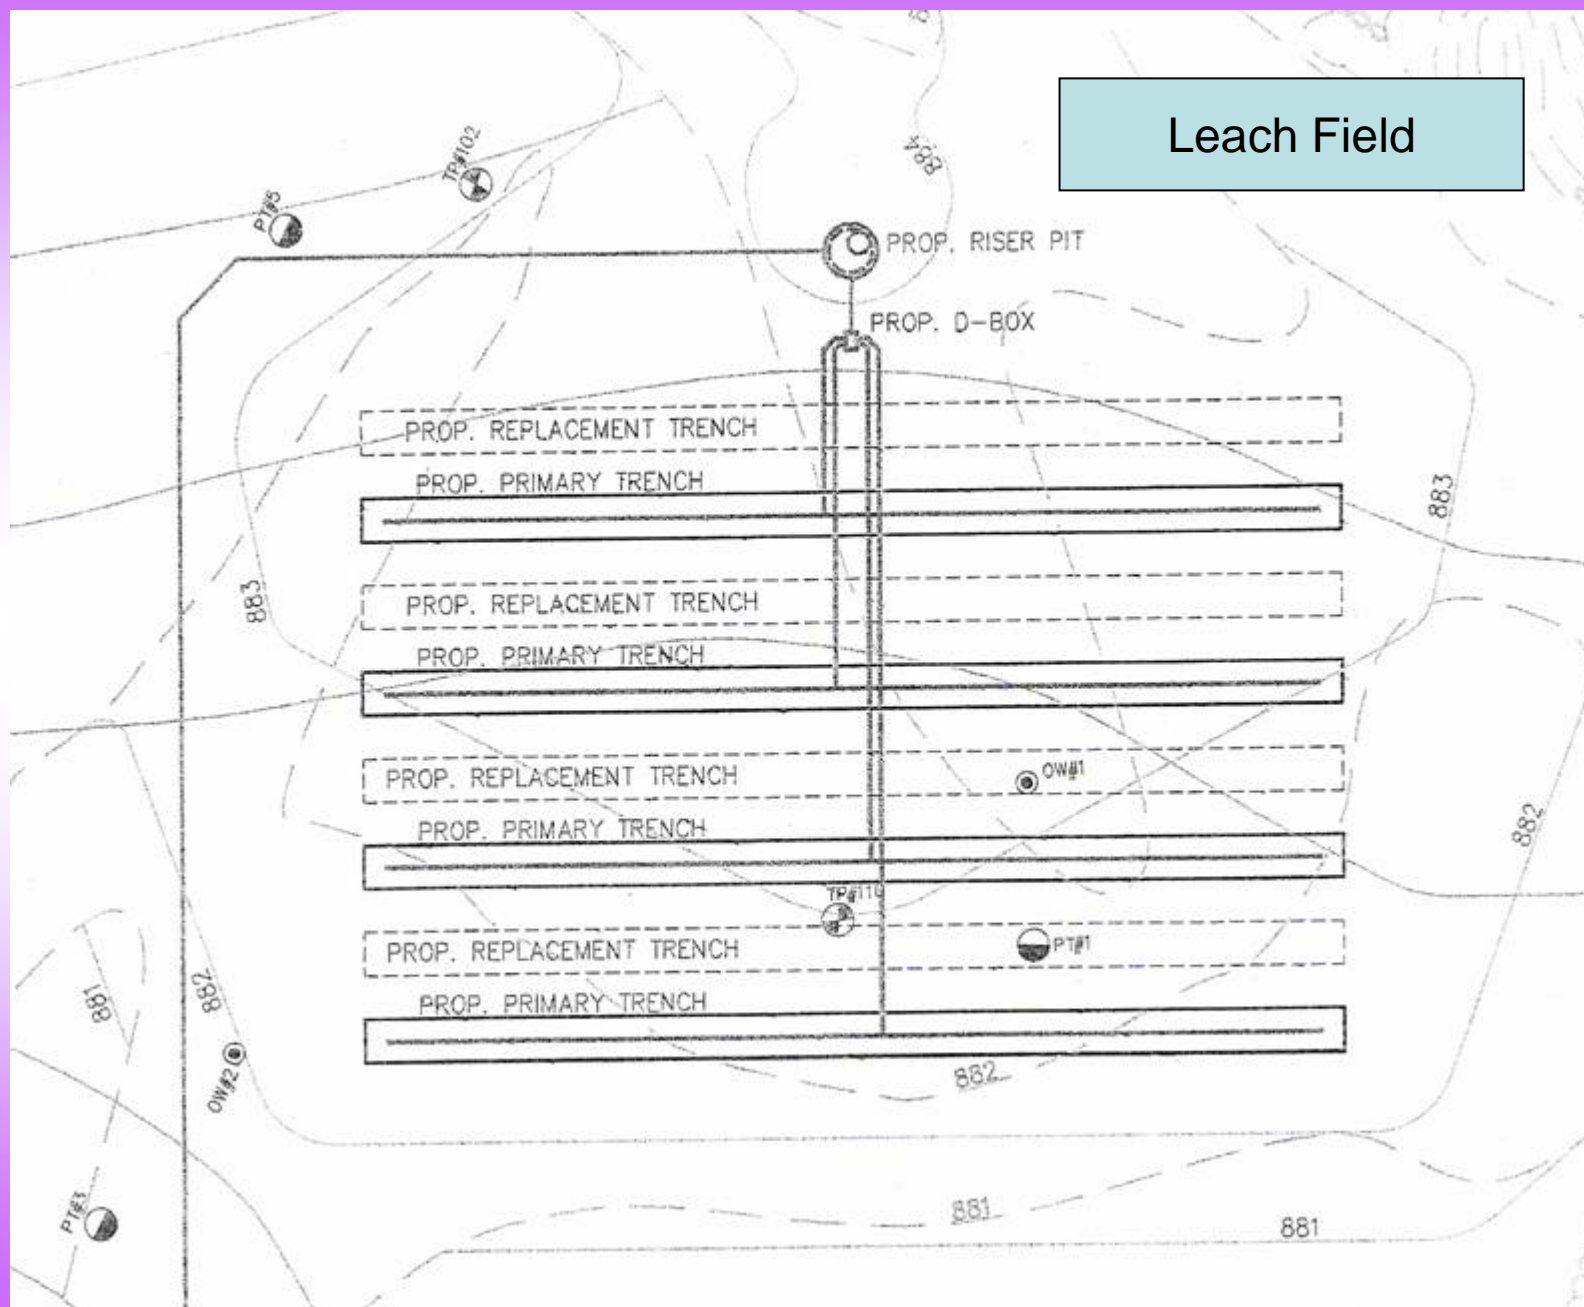 Leach Field
TP#102
884
PT#5
PROP. RISER PIT
PROP. D-BOX
PROP. REPLACEMENT TRENCH
PROP. PRIMARY TRENCH
883
883
PROP. REPLACEMENT TRENCH
PROP. PRIMARY TRENCH
PROP. REPLACEMENT TRENCH
OW#1
PROP. PRIMARY TRENCH
882
TP#110
PROP. REPLACEMENT TRENCH
PT#1
PROP. PRIMARY TRENCH
881
882
OW#2
882
PT#3
881
881